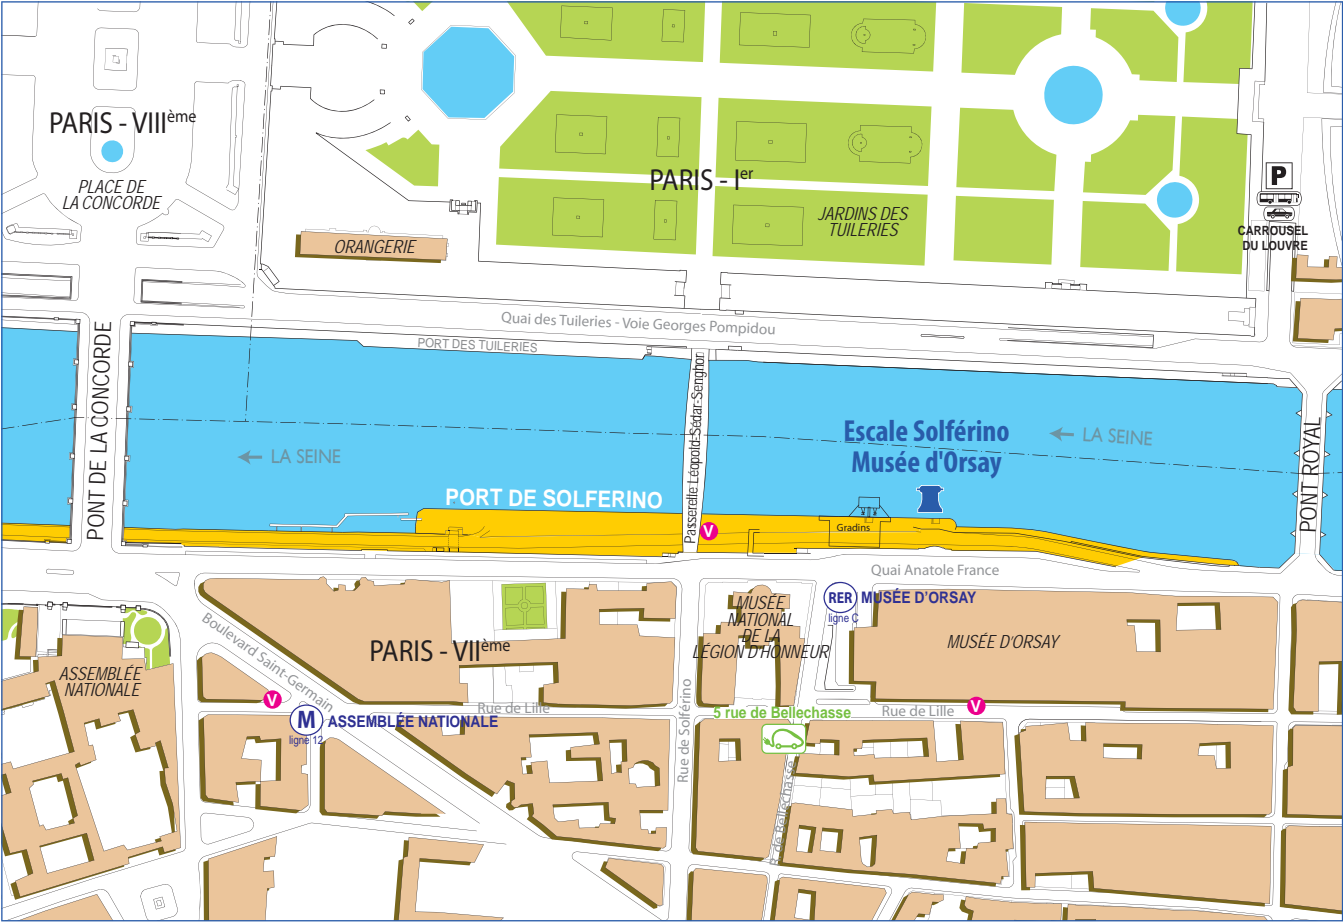 PARIS - VIIIème
PLACE DE
LA CONCORDE
PARIS - Ier
JARDINS DES
TUILERIES
P
CARROUSEL
DU LOUVRE
ORANGERIE
Quai des Tuileries - Voie Georges Pompidou
PORT DES TUILERIES
PONT DE LA CONCORDE
Passerelle Léopold-Sédar-Senghor
Escale Solférino
Musée d'Orsay
LA SEINE
LA SEINE
PONT ROYAL
PORT DE SOLFERINO
V
Gradins
Quai Anatole France
RER MUSÉE D'ORSAY
ligne C
MUSÉE
NATIONAL
DE LA
LÉGION D'HONNEUR
MUSÉE D'ORSAY
Boulevard Saint-Germain
PARIS - VIIème
ASSEMBLÉE
NATIONALE
V
M ASSEMBLÉE NATIONALE
ligne 12
Rue de Lille
Rue de Solférino
5 rue de Bellechasse
Rue de Lille
V
R. de Bellechasse